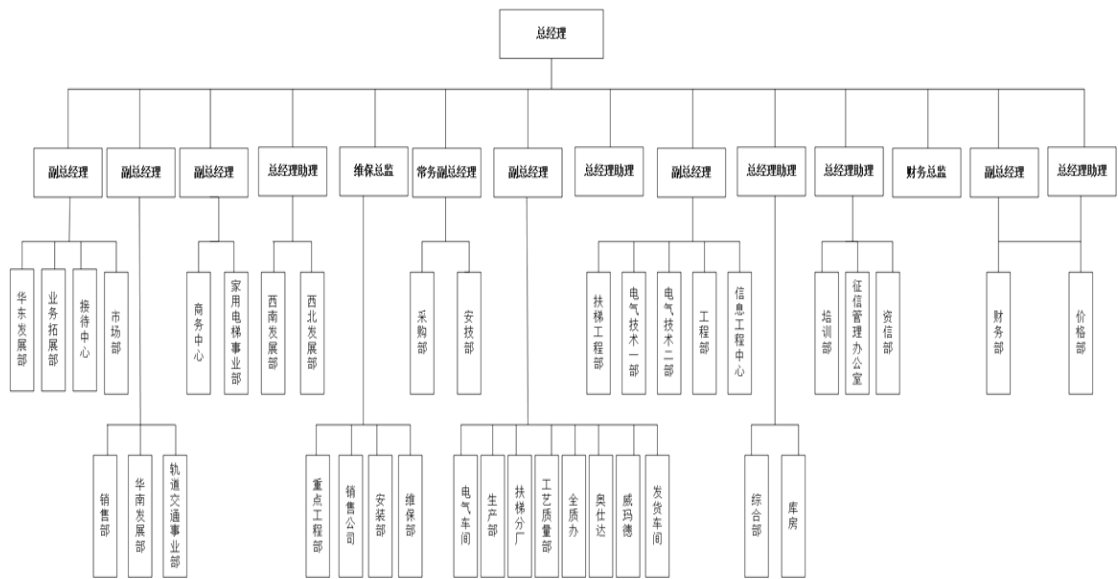 总经理
副总经理
副总经理
副总经理
总经理助理
维保总监
常务副总经理
副总经理
总经理助理
副总经理
总经理助理
总经理助理
财务总监
副总经理
总经理助理
华东发展部
业务拓展部
接待中心
市场部
商务中心
家用电梯事业部
西南发展部
西北发展部
采购部
安技部
扶梯工程部
电气技术一部
电气技术二部
工程部
信息工程中心
培训部
征信管理办公室
资信部
财务部
价格部
销售部
华南发展部
轨道交通事业部
重点工程部
销售公司
安装部
维保部
电气车间
生产部
扶梯分厂
工艺质量部
全质办
奥仕达
威玛德
发货车间
综合部
库房